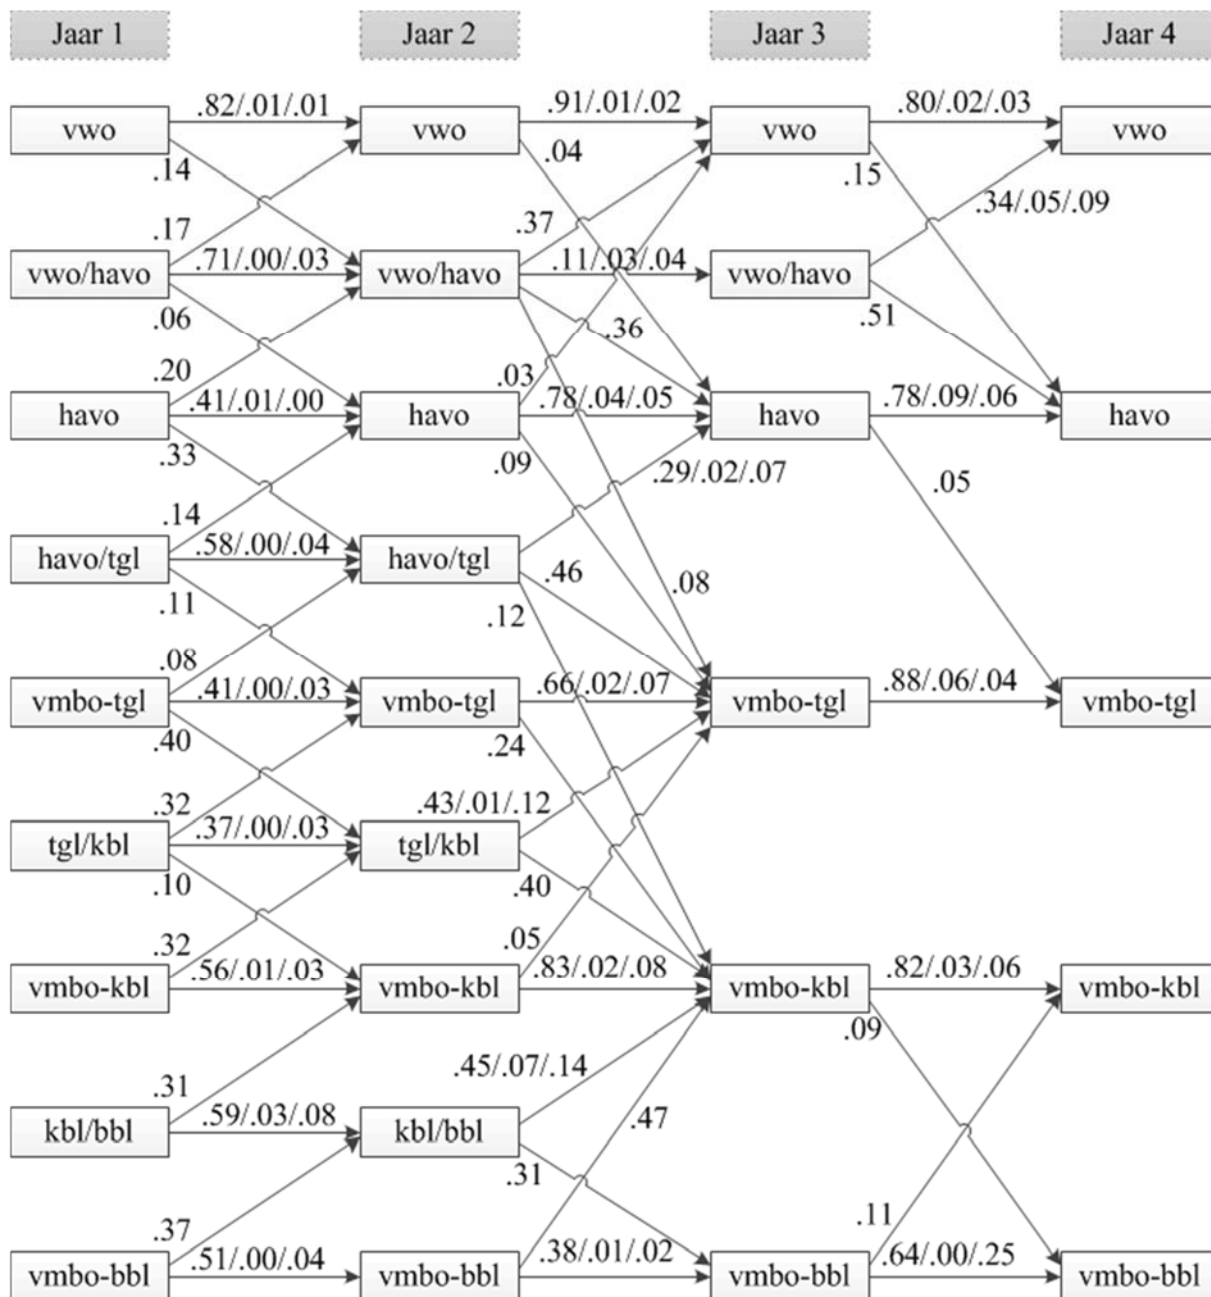 Jaar 1 Jaar 2 Jaar 3 Jaar 4
.82/.01/.01 .91/.01/.02 .80/.02/.03
vwo vwo vwo vwo
.14 .04 .15
.34/.05/.09
.17 .37
.71/.00/.03 .11/.03/.04
vwo/havo vwo/havo vwo/havo
.06 .36 .51
.20 .03
.41/.01/.00 .78/.04/.05 .78/.09/.06
havo havo havo havo
.33 .09 .29/.02/.07 .05
.14
.58/.00/.04
havo/tgl havo/tgl
.11 .12 .46 .08
.08
.41/.00/.03 .66/.02/.07 .88/.06/.04
vmbo-tgl vmbo-tgl vmbo-tgl vmbo-tgl
.40 .24
.32 .43/.01/.12
.37/.00/.03
tgl/kbl tgl/kbl
.10 .40
.32 .05
.56/.01/.03 .83/.02/.08 .82/.03/.06
vmbo-kbl vmbo-kbl vmbo-kbl vmbo-kbl
.09
.45/.07/.14
.31
.59/.03/.08 .47
kbl/bbl kbl/bbl
.31
.37 .11
.51/.00/.04 .38/.01/.02 .64/.00/.25
vmbo-bbl vmbo-bbl vmbo-bbl vmbo-bbl